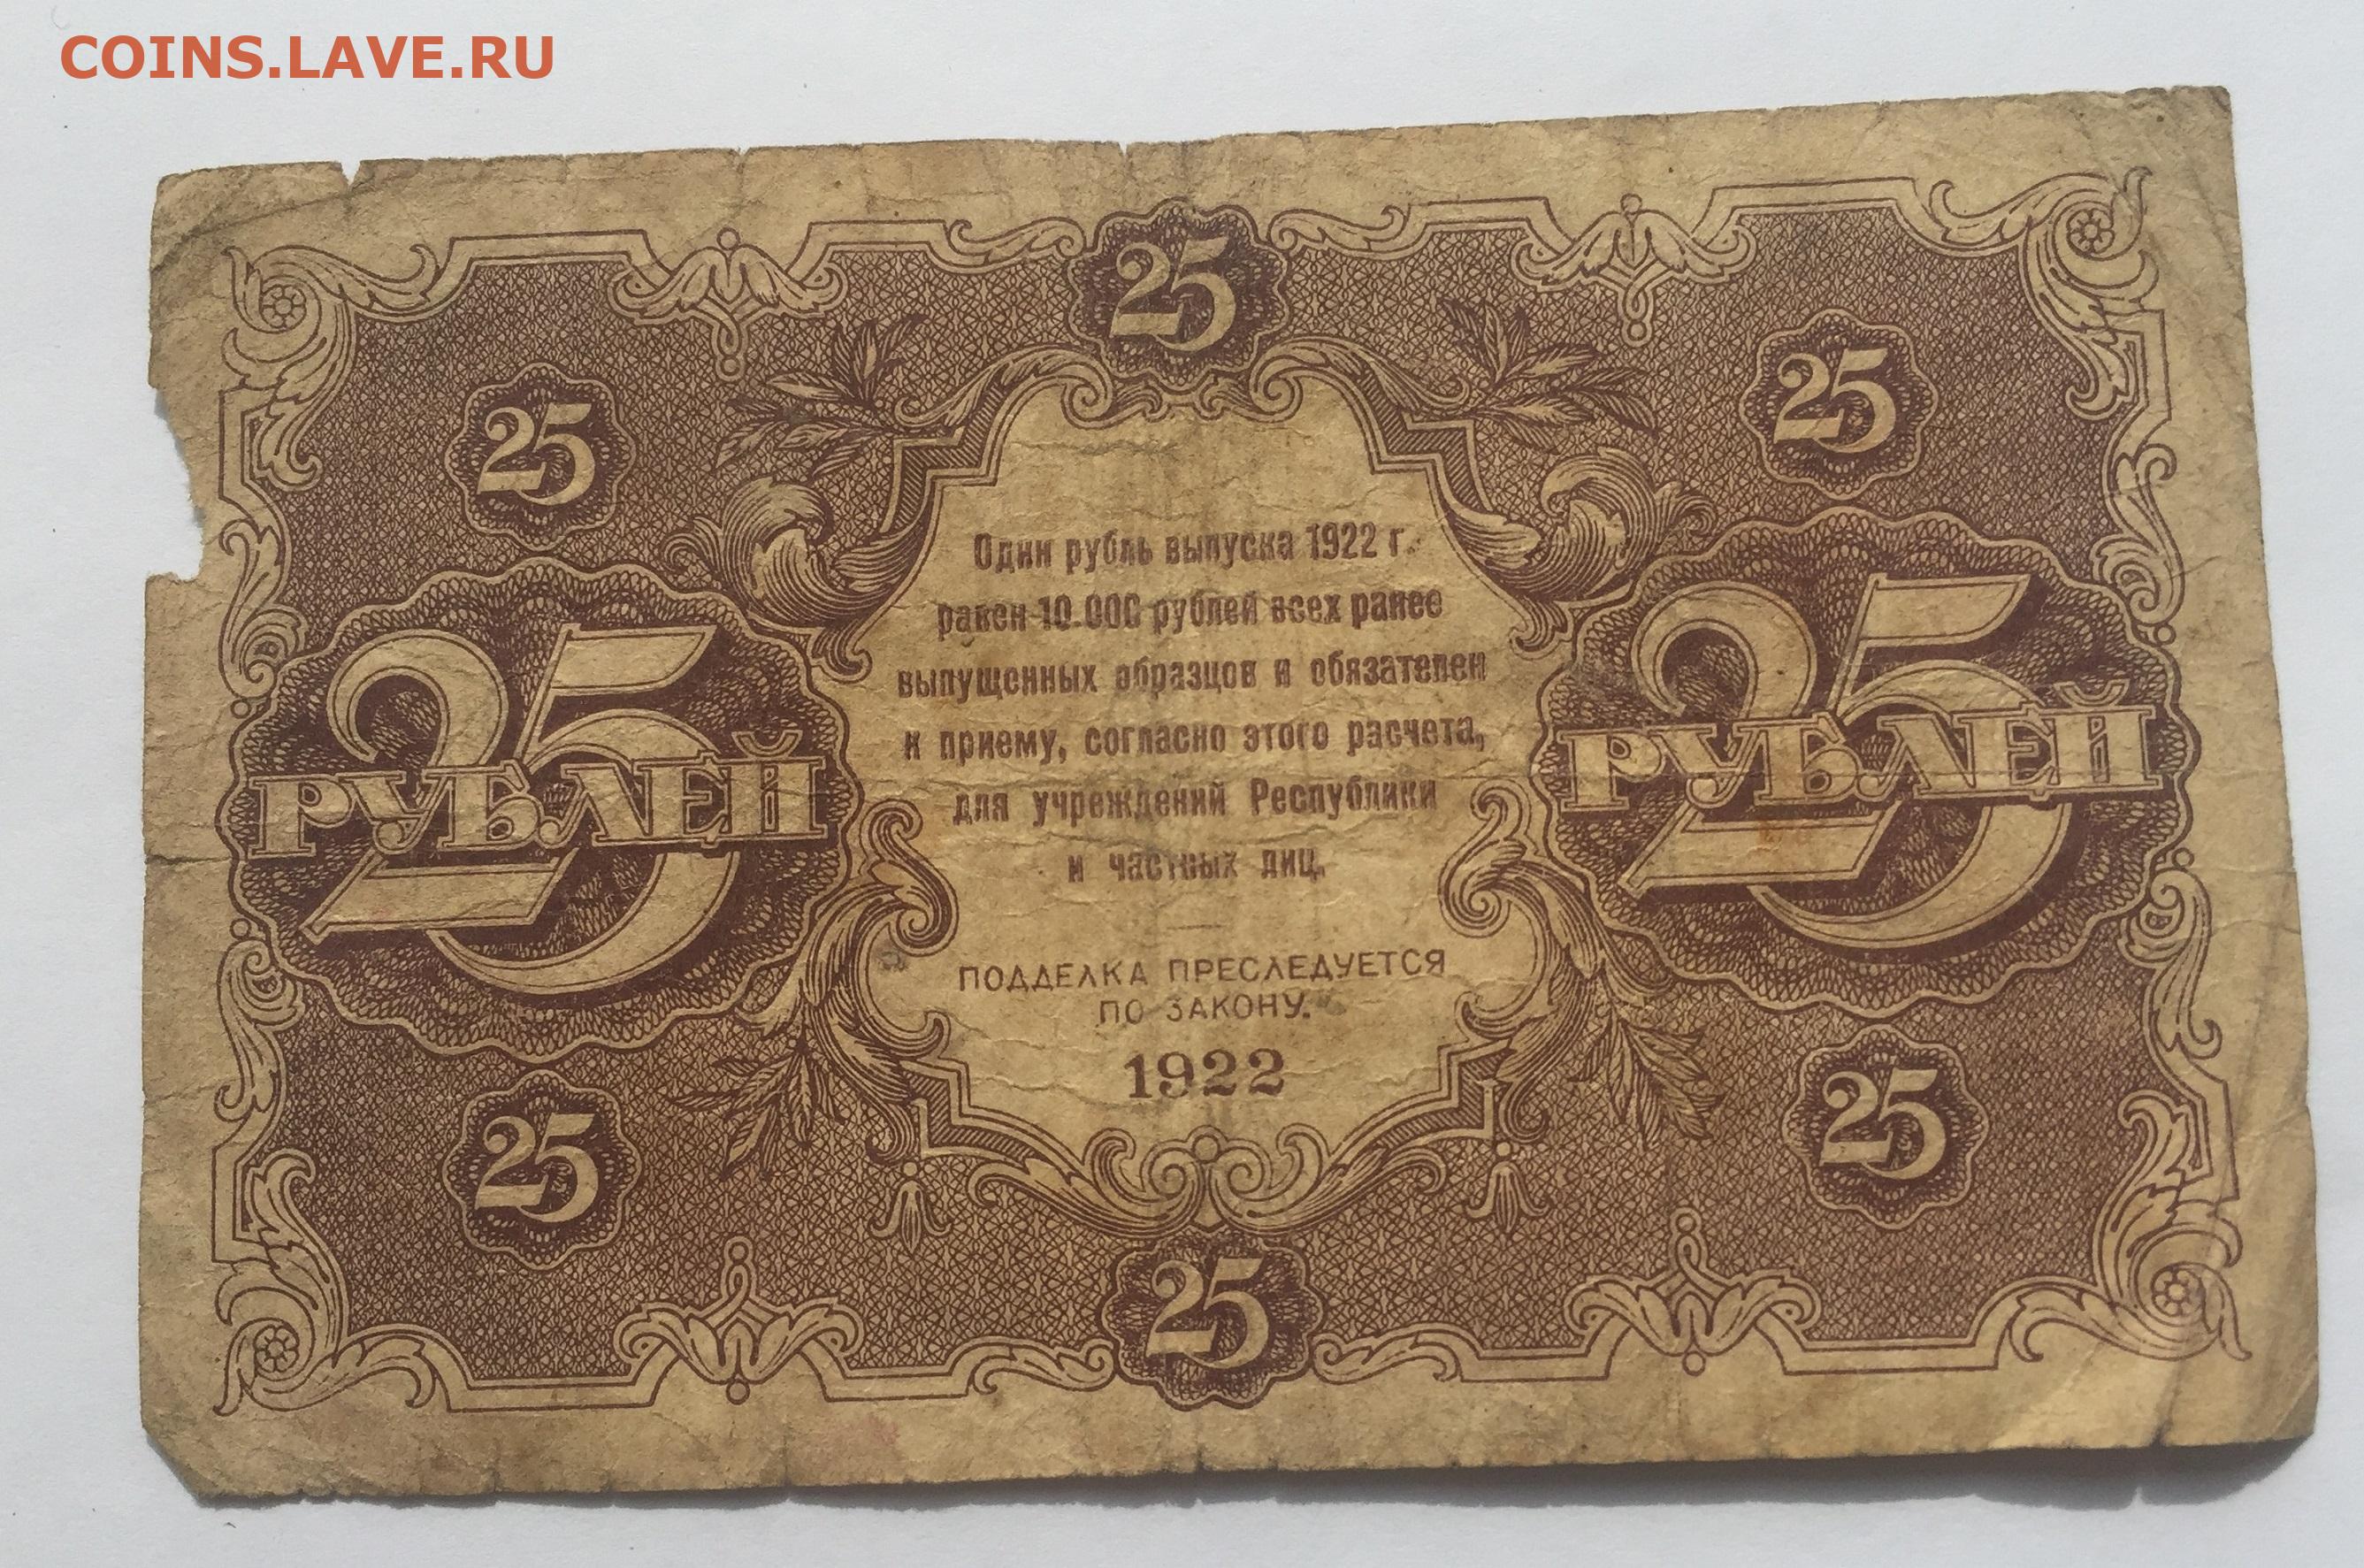 COINS.LAVE.RU
25
25
25
Один рубль выпуска 1922 г.
равен 10.000 рублей всех ранее
выпущенных образцов и обязателен
к приему, согласно этого расчета,
для учреждений Республики
и частных лиц.
25 РУБЛЕЙ
25 РУБЛЕЙ
ПОДДЕЛКА ПРЕСЛЕДУЕТСЯ
ПО ЗАКОНУ.
1922
25
25
25